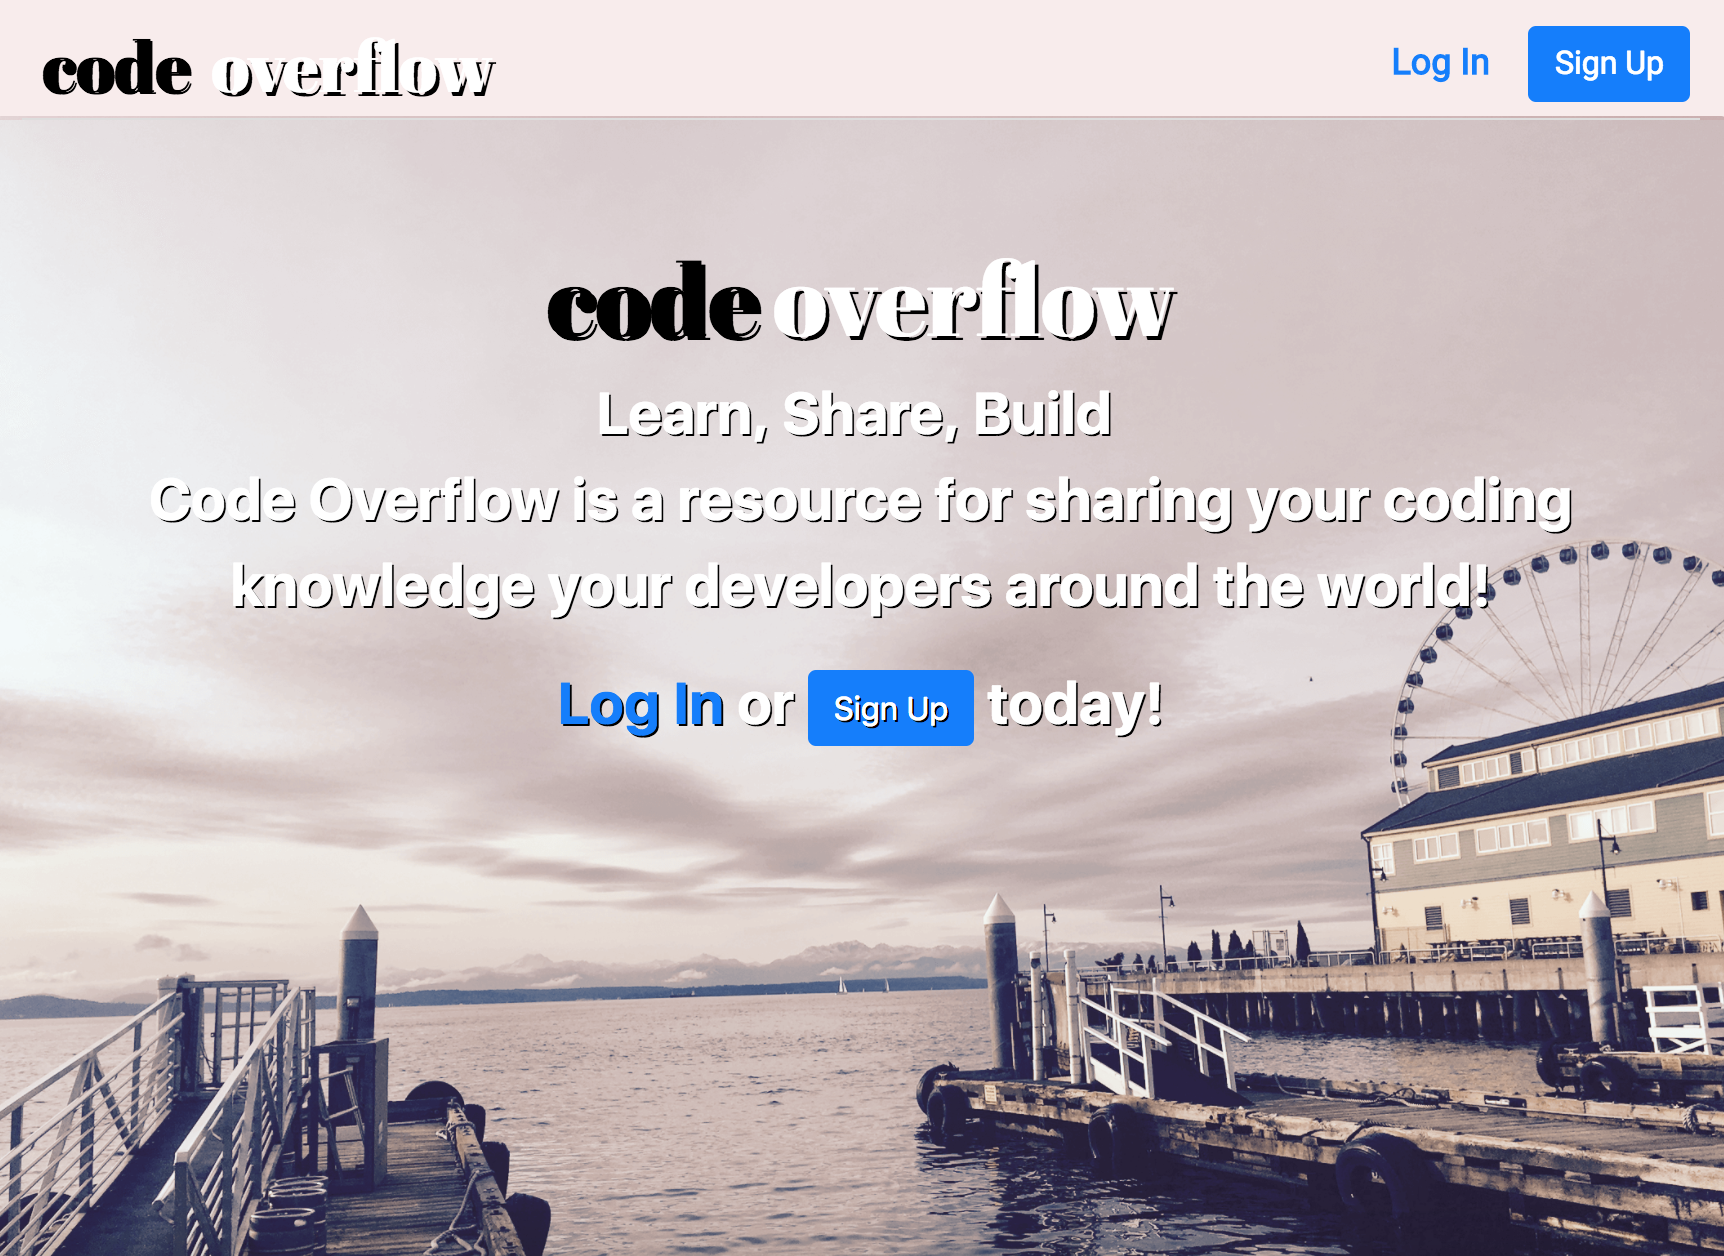 code overflow
Log In
Sign Up
code overflow
Learn, Share, Build
Code Overflow is a resource for sharing your coding
knowledge your developers around the world!
Log In or Sign Up today!